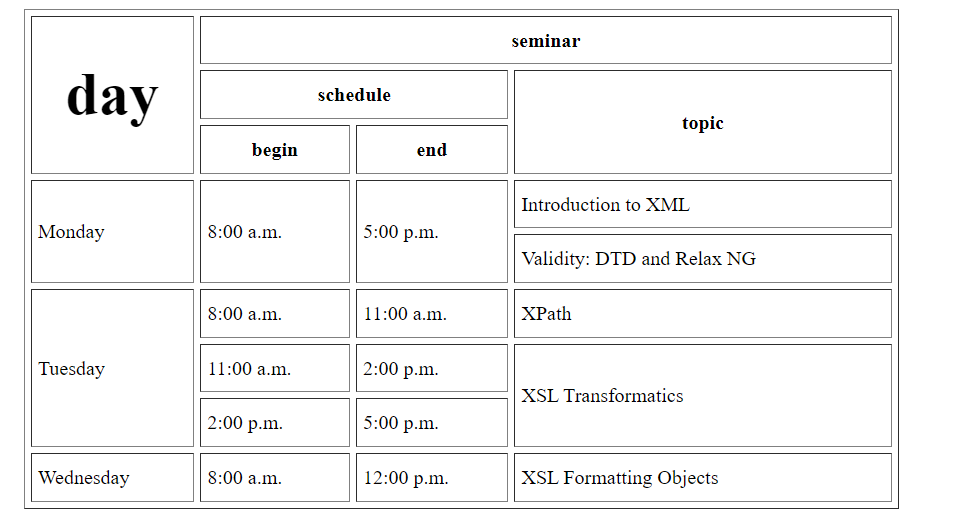 day
seminar
schedule
topic
begin
end
Monday
8:00 a.m.
5:00 p.m.
Introduction to XML
Validity: DTD and Relax NG
Tuesday
8:00 a.m.
11:00 a.m.
XPath
11:00 a.m.
2:00 p.m.
XSL Transformatics
2:00 p.m.
5:00 p.m.
Wednesday
8:00 a.m.
12:00 p.m.
XSL Formatting Objects